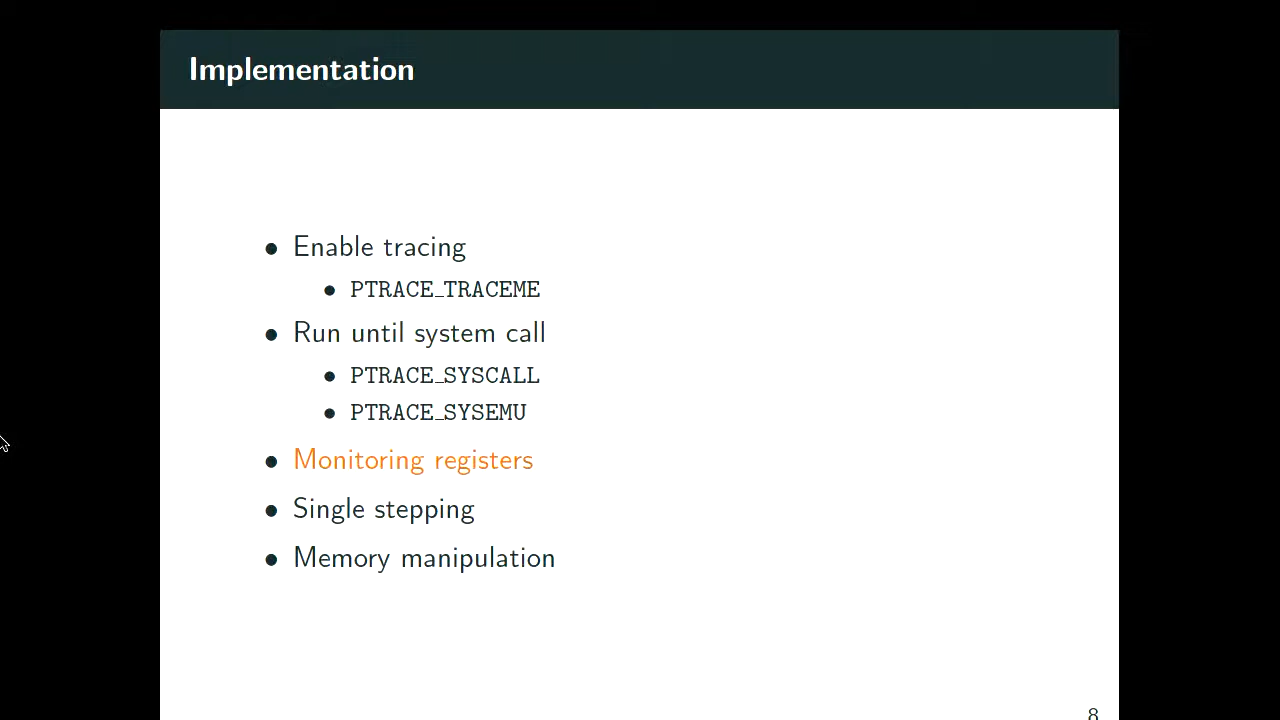 Implementation
• Enable tracing
• PTRACE_TRACEME
• Run until system call
• PTRACE_SYSCALL
• PTRACE_SYSEMU
• Monitoring registers
• Single stepping
• Memory manipulation
8